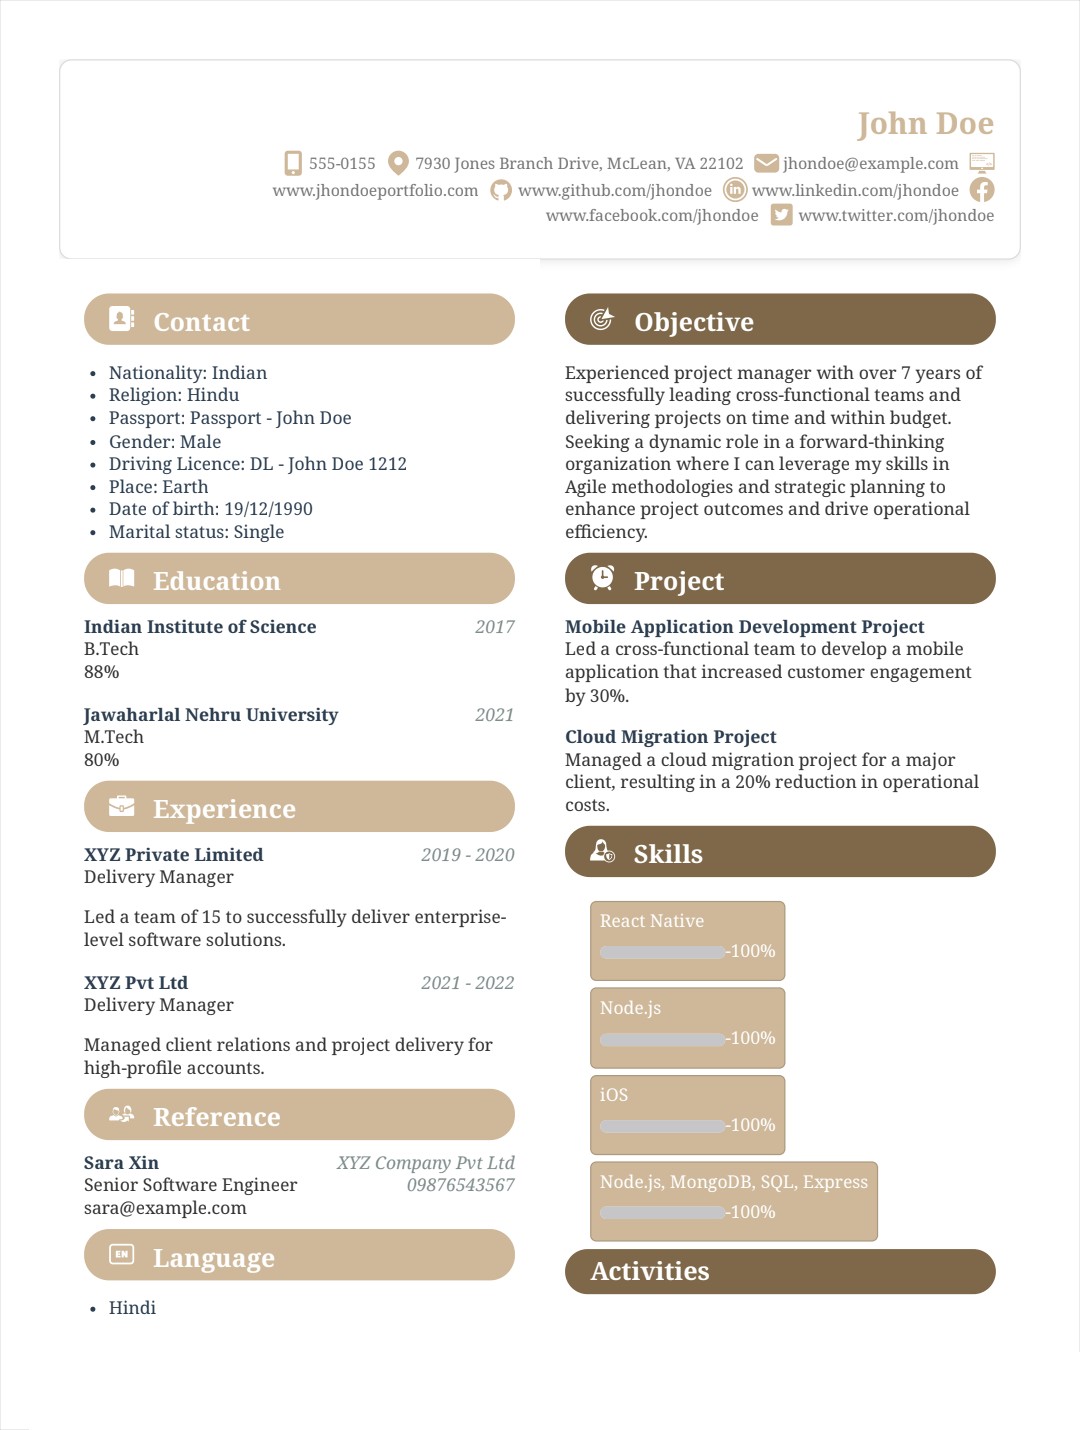 John Doe
555-0155 7930 Jones Branch Drive, McLean, VA 22102 jhondoe@example.com
www.jhondoeportfolio.com www.github.com/jhondoe www.linkedin.com/jhondoe
www.facebook.com/jhondoe www.twitter.com/jhondoe
Contact
• Nationality: Indian
• Religion: Hindu
• Passport: Passport - John Doe
• Gender: Male
• Driving Licence: DL - John Doe 1212
• Place: Earth
• Date of birth: 19/12/1990
• Marital status: Single
Education
Indian Institute of Science 2017
B.Tech
88%
Jawaharlal Nehru University 2021
M.Tech
80%
Experience
XYZ Private Limited 2019 - 2020
Delivery Manager
Led a team of 15 to successfully deliver enterprise-
level software solutions.
XYZ Pvt Ltd 2021 - 2022
Delivery Manager
Managed client relations and project delivery for
high-profile accounts.
Reference
Sara Xin XYZ Company Pvt Ltd
Senior Software Engineer 09876543567
sara@example.com
EN Language
• Hindi
Objective
Experienced project manager with over 7 years of
successfully leading cross-functional teams and
delivering projects on time and within budget.
Seeking a dynamic role in a forward-thinking
organization where I can leverage my skills in
Agile methodologies and strategic planning to
enhance project outcomes and drive operational
efficiency.
Project
Mobile Application Development Project
Led a cross-functional team to develop a mobile
application that increased customer engagement
by 30%.
Cloud Migration Project
Managed a cloud migration project for a major
client, resulting in a 20% reduction in operational
costs.
Skills
React Native
-100%
Node.js
-100%
iOS
-100%
Node.js, MongoDB, SQL, Express
-100%
Activities